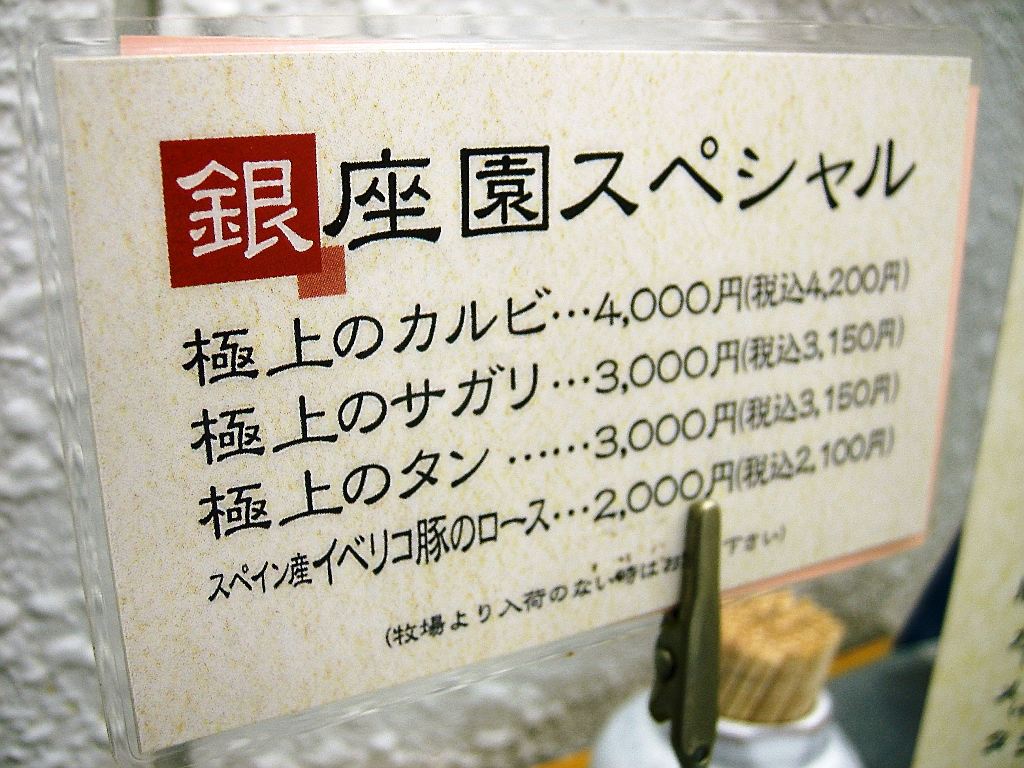 銀座園スペシャル
極上のカルビ…4,000円(税込4,200円)
極上のサガリ…3,000円(税込3,150円)
極上のタン……3,000円(税込3,150円)
スペイン産イベリコ豚のロース…2,000円(税込2,100円)
(牧場より入荷のない時はお 下さい)